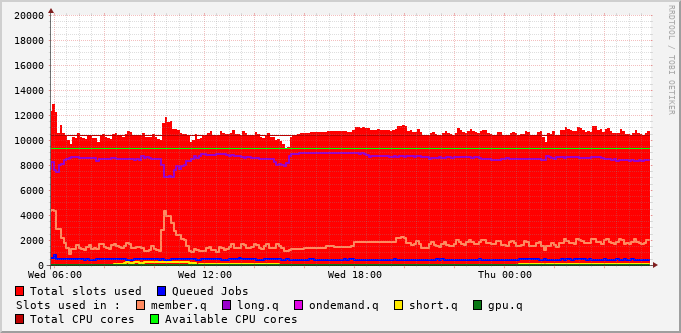 RRDTOOL / TOBI OETIKER
20000
18000
16000
14000
12000
10000
8000
6000
4000
2000
0
Wed 06:00 Wed 12:00 Wed 18:00 Thu 00:00
Total slots used Queued Jobs
Slots used in : member.q long.q ondemand.q short.q gpu.q
Total CPU cores Available CPU cores